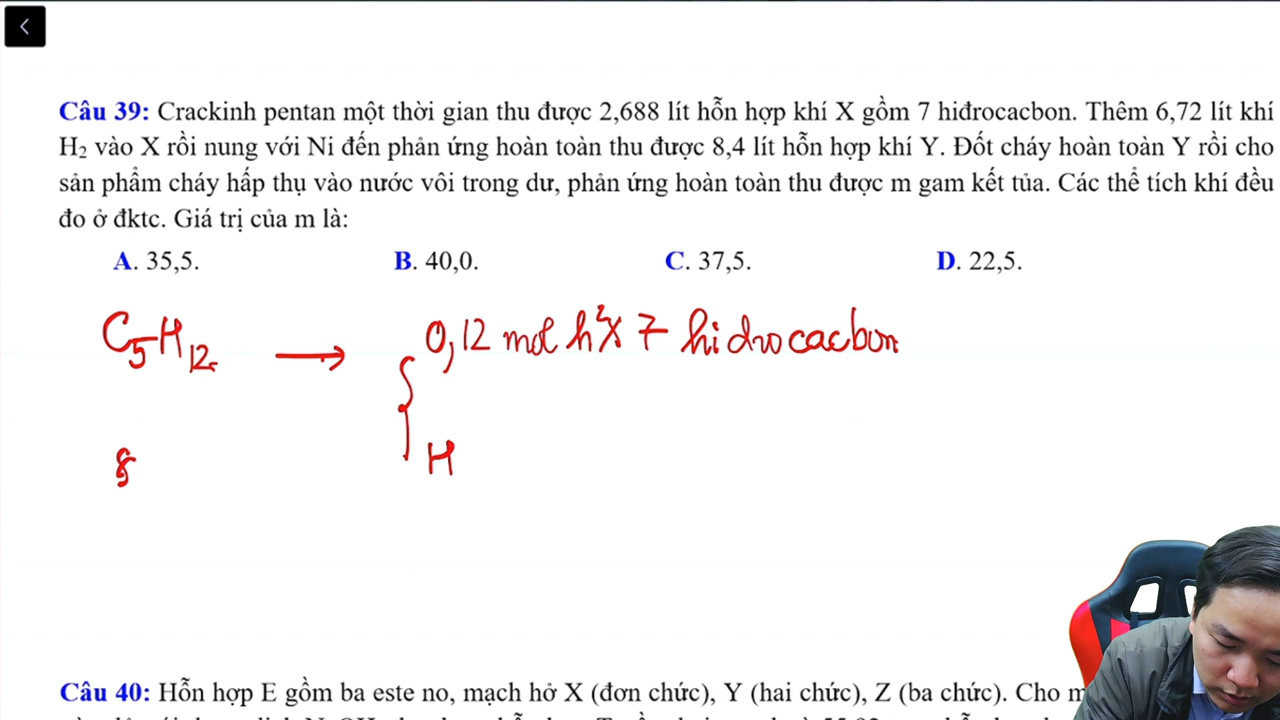 Câu 39: Crackinh pentan một thời gian thu được 2,688 lít hỗn hợp khí X gồm 7 hiđrocacbon. Thêm 6,72 lít khí
H₂ vào X rồi nung với Ni đến phản ứng hoàn toàn thu được 8,4 lít hỗn hợp khí Y. Đốt cháy hoàn toàn Y rồi cho
sản phẩm cháy hấp thụ vào nước vôi trong dư, phản ứng hoàn toàn thu được m gam kết tủa. Các thể tích khí đều
đo ở đktc. Giá trị của m là:
A. 35,5. B. 40,0. C. 37,5. D. 22,5.
C₅H₁₂ → 0,12 mol h² X 7 hidrocacbon
8 H
Câu 40: Hỗn hợp E gồm ba este no, mạch hở X (đơn chức), Y (hai chức), Z (ba chức). Cho